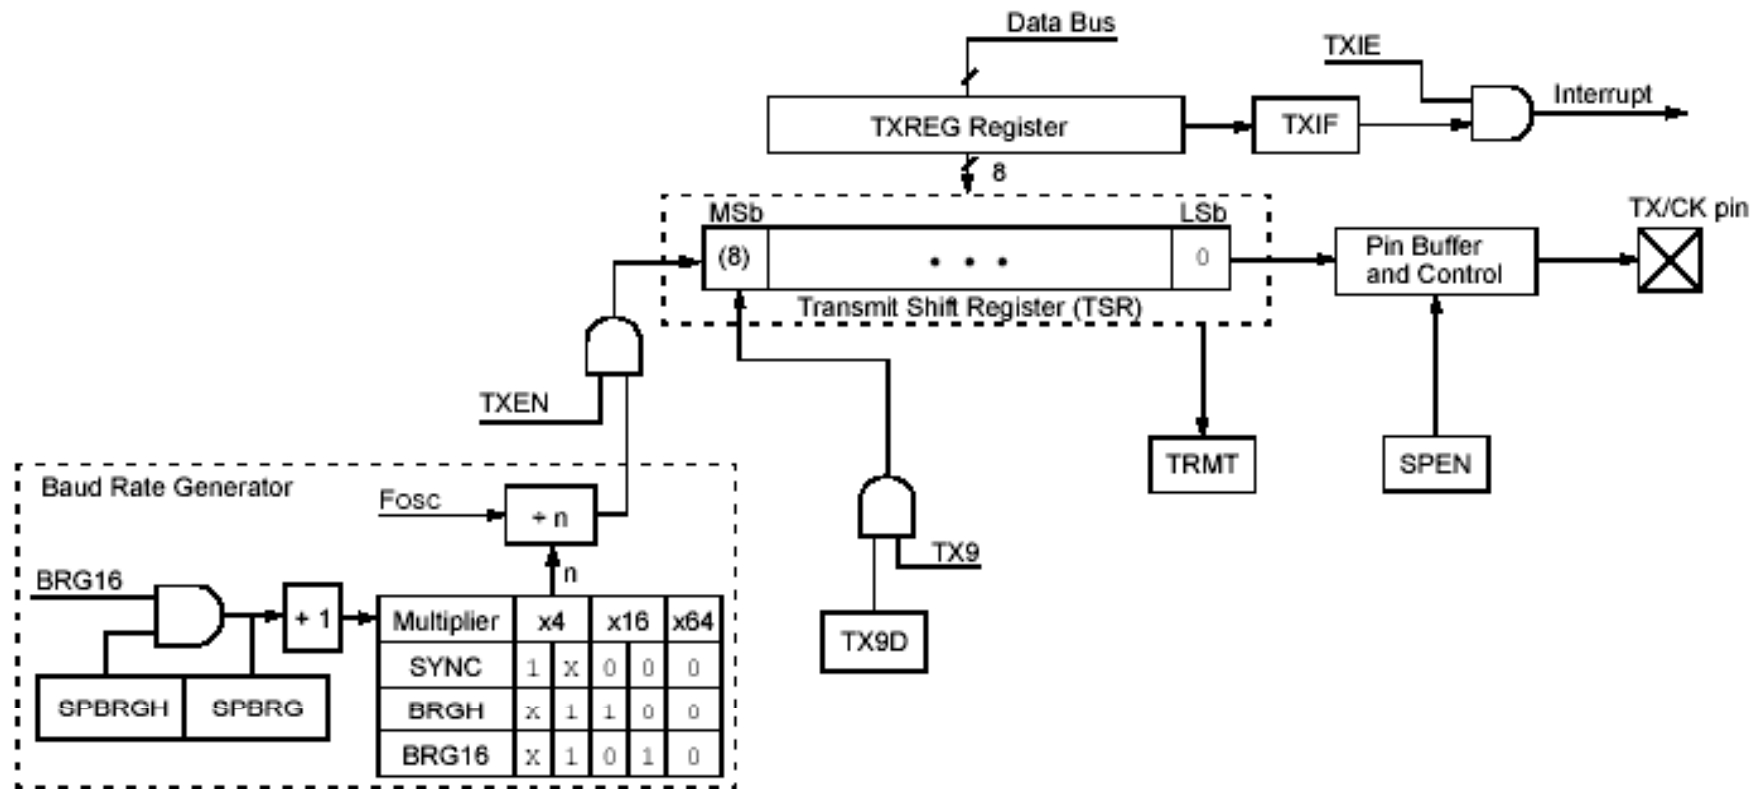 Data Bus
TXIE
Interrupt
TXREG Register
TXIF
8
MSb
LSb
TX/CK pin
(8)
• • •
0
Pin Buffer
and Control
Transmit Shift Register (TSR)
TXEN
TRMT
SPEN
Baud Rate Generator
Fosc
÷ n
TX9
n
BRG16
+ 1
Multiplier x4 x16 x64
SYNC 1 X 0 0 0
BRGH X 1 1 0 0
BRG16 X 1 0 1 0
SPBRGH SPBRG
TX9D